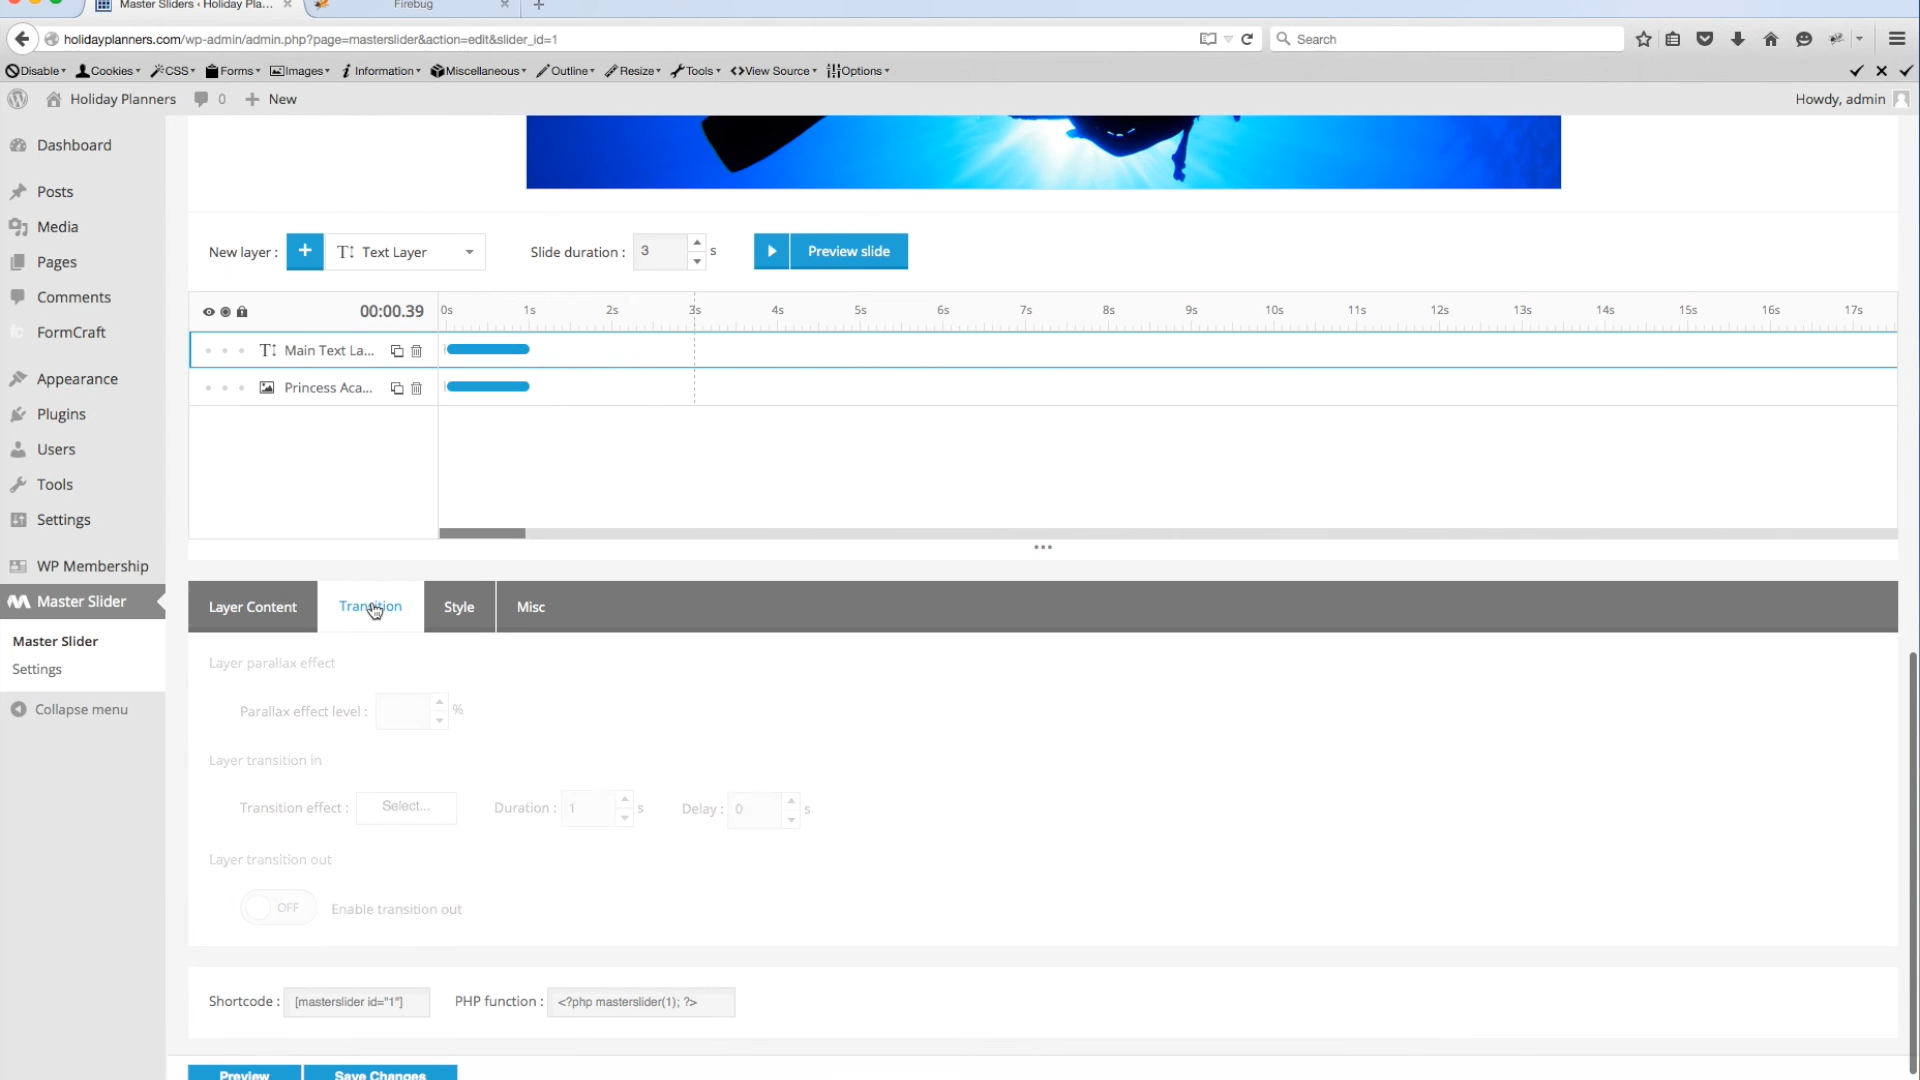 Master Sliders ‹ Holiday Pla...
Firebug
holidayplanners.com/wp-admin/admin.php?page=masterslider&action=edit&slider_id=1
Search
Disable
Cookies
CSS
Forms
Images
Information
Miscellaneous
Outline
Resize
Tools
View Source
Options
Holiday Planners
0
New
Howdy, admin
Dashboard
Posts
Media
Pages
Comments
FormCraft
Appearance
Plugins
Users
Tools
Settings
WP Membership
Master Slider
Master Slider
Settings
Collapse menu
New layer :
Text Layer
Slide duration :
3
s
Preview slide
00:00.39
0s 1s 2s 3s 4s 5s 6s 7s 8s 9s 10s 11s 12s 13s 14s 15s 16s 17s
Main Text La...
Princess Aca...
Layer Content
Transition
Style
Misc
Layer parallax effect
Parallax effect level :
%
Layer transition in
Transition effect :
Select...
Duration :
1
s
Delay :
0
s
Layer transition out
OFF
Enable transition out
Shortcode :
[masterslider id="1"]
PHP function :
<?php masterslider(1); ?>
Preview
Save Changes